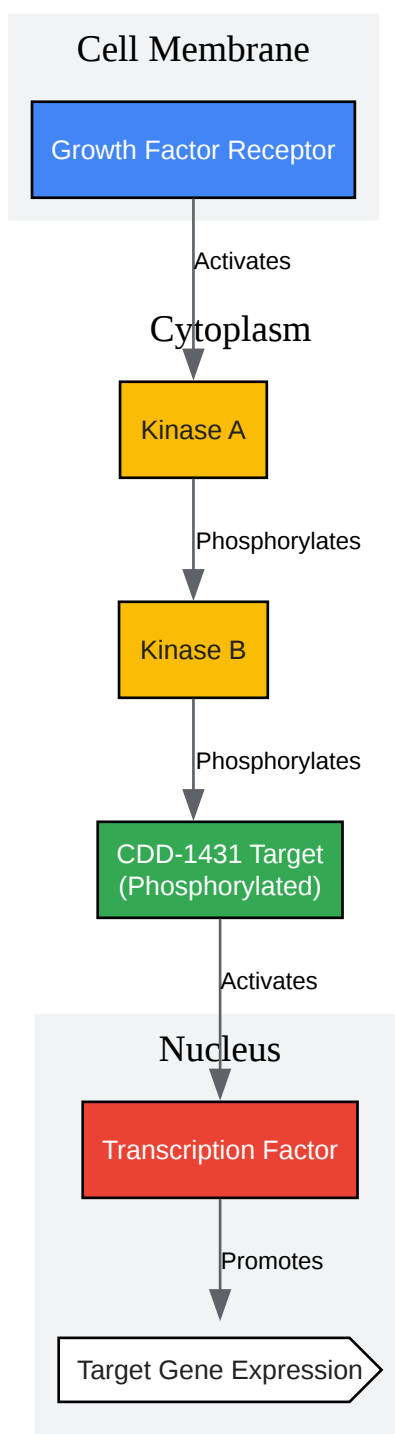 Cell Membrane
Growth Factor Receptor
Activates
Cytoplasm
Kinase A
Phosphorylates
Kinase B
Phosphorylates
CDD-1431 Target
(Phosphorylated)
Activates
Nucleus
Transcription Factor
Promotes
Target Gene Expression